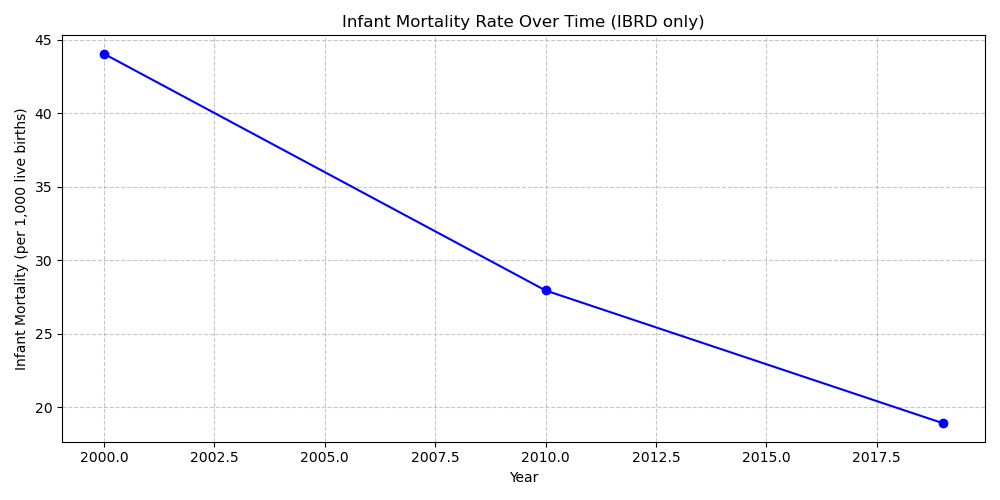 Infant Mortality Rate Over Time (IBRD only)
Infant Mortality (per 1,000 live births)
45
40
35
30
25
20
2000.0 2002.5 2005.0 2007.5 2010.0 2012.5 2015.0 2017.5
Year